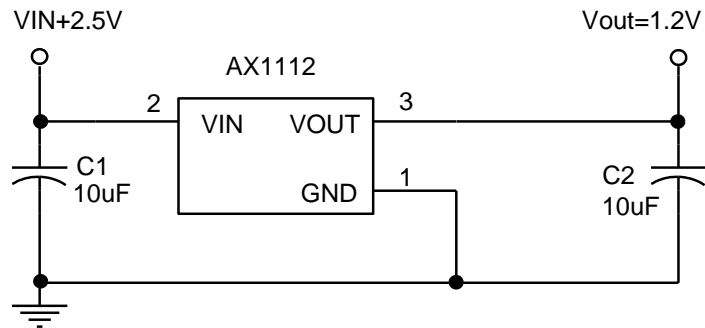 VIN+2.5V
Vout=1.2V
AX1112
2
3
VIN
VOUT
C1
10uF
GND
1
C2
10uF